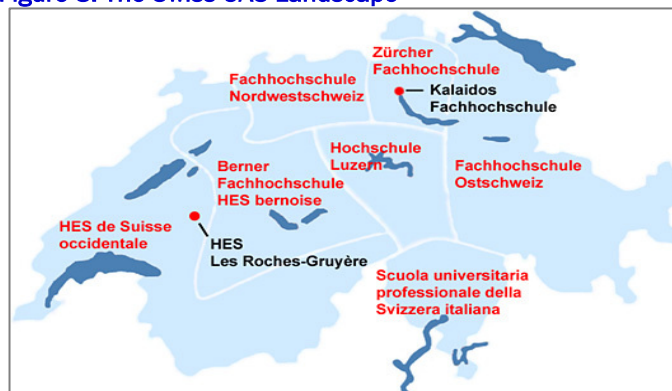 Figure 3: The Swiss UAS Landscape
Zürcher
Fachhochschule
Fachhochschule
Nordwestschweiz
Kalaidos
Fachhochschule
Hochschule
Luzern
Berner
Fachhochschule
HES bernoise
Fachhochschule
Ostschweiz
HES de Suisse
occidentale
HES
Les Roches-Gruyère
Scuola universitaria
professionale della
Svizzera italiana